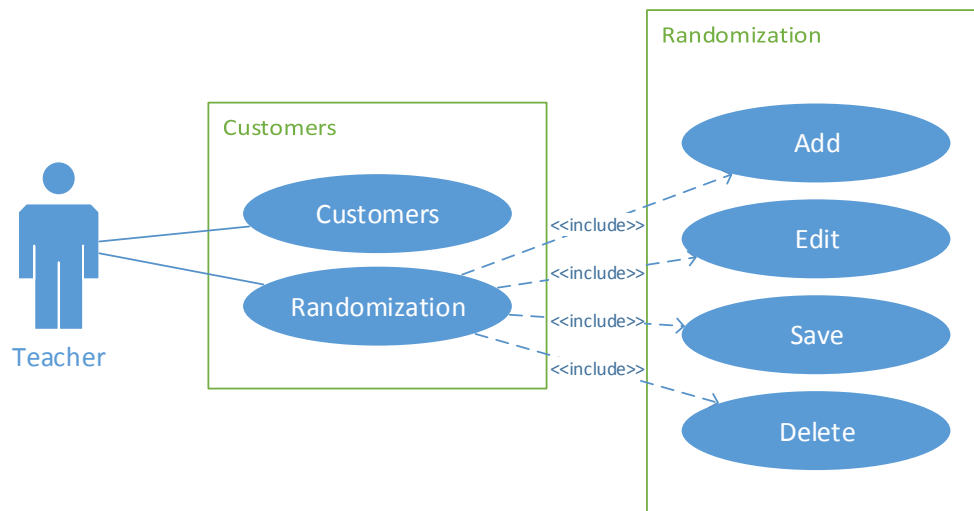 Randomization
Customers
Add
Customers
<<include>>
Edit
<<include>>
Randomization
<<include>>
Save
Teacher
<<include>>
Delete